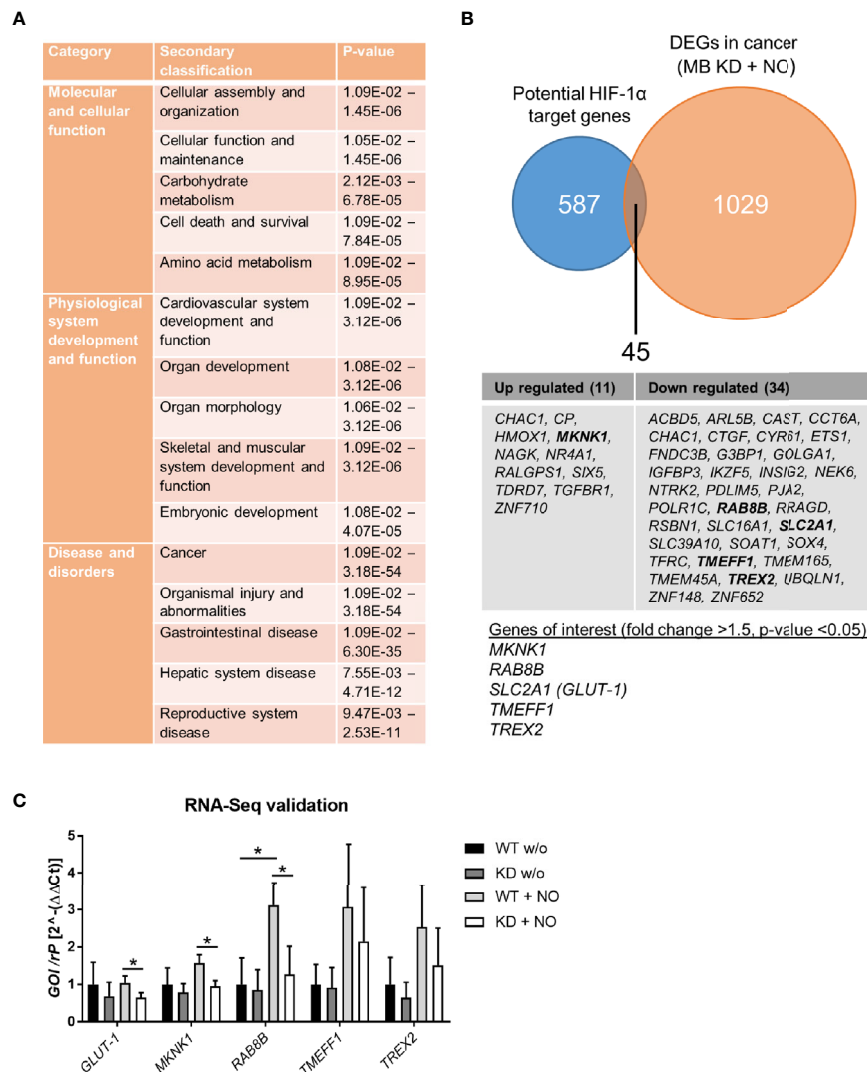 A
Category Secondary classification P-value
Molecular and cellular function
Cellular assembly and organization 1.09E-02 – 1.45E-06
Cellular function and maintenance 1.05E-02 – 1.45E-06
Carbohydrate metabolism 2.12E-03 – 6.78E-05
Cell death and survival 1.09E-02 – 7.84E-05
Amino acid metabolism 1.09E-02 – 8.95E-05
Physiological system development and function
Cardiovascular system development and function 1.09E-02 – 3.12E-06
Organ development 1.08E-02 – 3.12E-06
Organ morphology 1.06E-02 – 3.12E-06
Skeletal and muscular system development and function 1.09E-02 – 3.12E-06
Embryonic development 1.08E-02 – 4.07E-05
Disease and disorders
Cancer 1.09E-02 – 3.18E-54
Organismal injury and abnormalities 1.09E-02 – 3.18E-54
Gastrointestinal disease 1.09E-02 – 6.30E-35
Hepatic system disease 7.55E-03 – 4.71E-12
Reproductive system disease 9.47E-03 – 2.53E-11
B
DEGs in cancer
(MB KD + NO)
Potential HIF-1α
target genes
587
1029
45
Up regulated (11)
CHAC1, CP,
HMOX1, MKNK1,
NAGK, NR4A1,
RALGPS1, SIX5,
TDRD7, TGFBR1,
ZNF710
Down regulated (34)
ACBD5, ARL5B, CAST, CCT6A,
CHAC1, CTGF, CYR61, ETS1,
FNDC3B, G3BP1, GOLGA1,
IGFBP3, IKZF5, INSIG2, NEK6,
NTRK2, PDLIM5, PJA2,
POLR1C, RAB8B, RRAGD,
RSBN1, SLC16A1, SLC2A1,
SLC39A10, SOAT1, SOX4,
TFRC, TMEFF1, TMEM165,
TMEM45A, TREX2, UBQLN1,
ZNF148, ZNF652
Genes of interest (fold change >1.5, p-value <0.05)
MKNK1
RAB8B
SLC2A1 (GLUT-1)
TMEFF1
TREX2
C
RNA-Seq validation
GOI /rP [2^-(ΔΔCt)]
5
4
3
2
1
0
*
*
*
*
GLUT-1
MKNK1
RAB8B
TMEFF1
TREX2
WT w/o
KD w/o
WT + NO
KD + NO